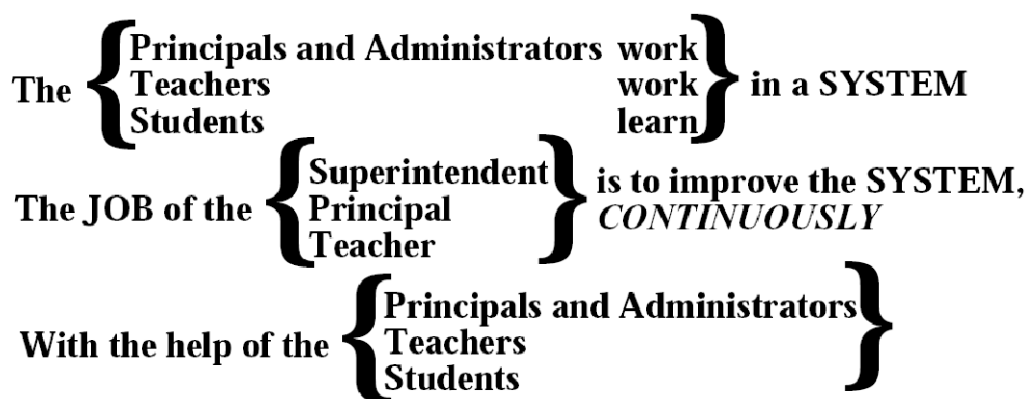 Principals and Administrators work
The Teachers work in a SYSTEM
Students learn
Superintendent
The JOB of the Principal is to improve the SYSTEM,
CONTINUOUSLY
Teacher
Principals and Administrators
With the help of the Teachers
Students